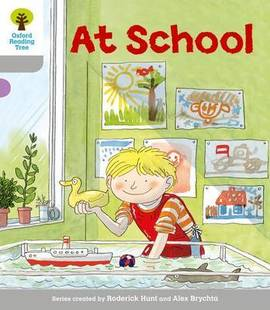 Oxford
Reading
Tree
At School
Series created by Roderick Hunt and Alex Brychta